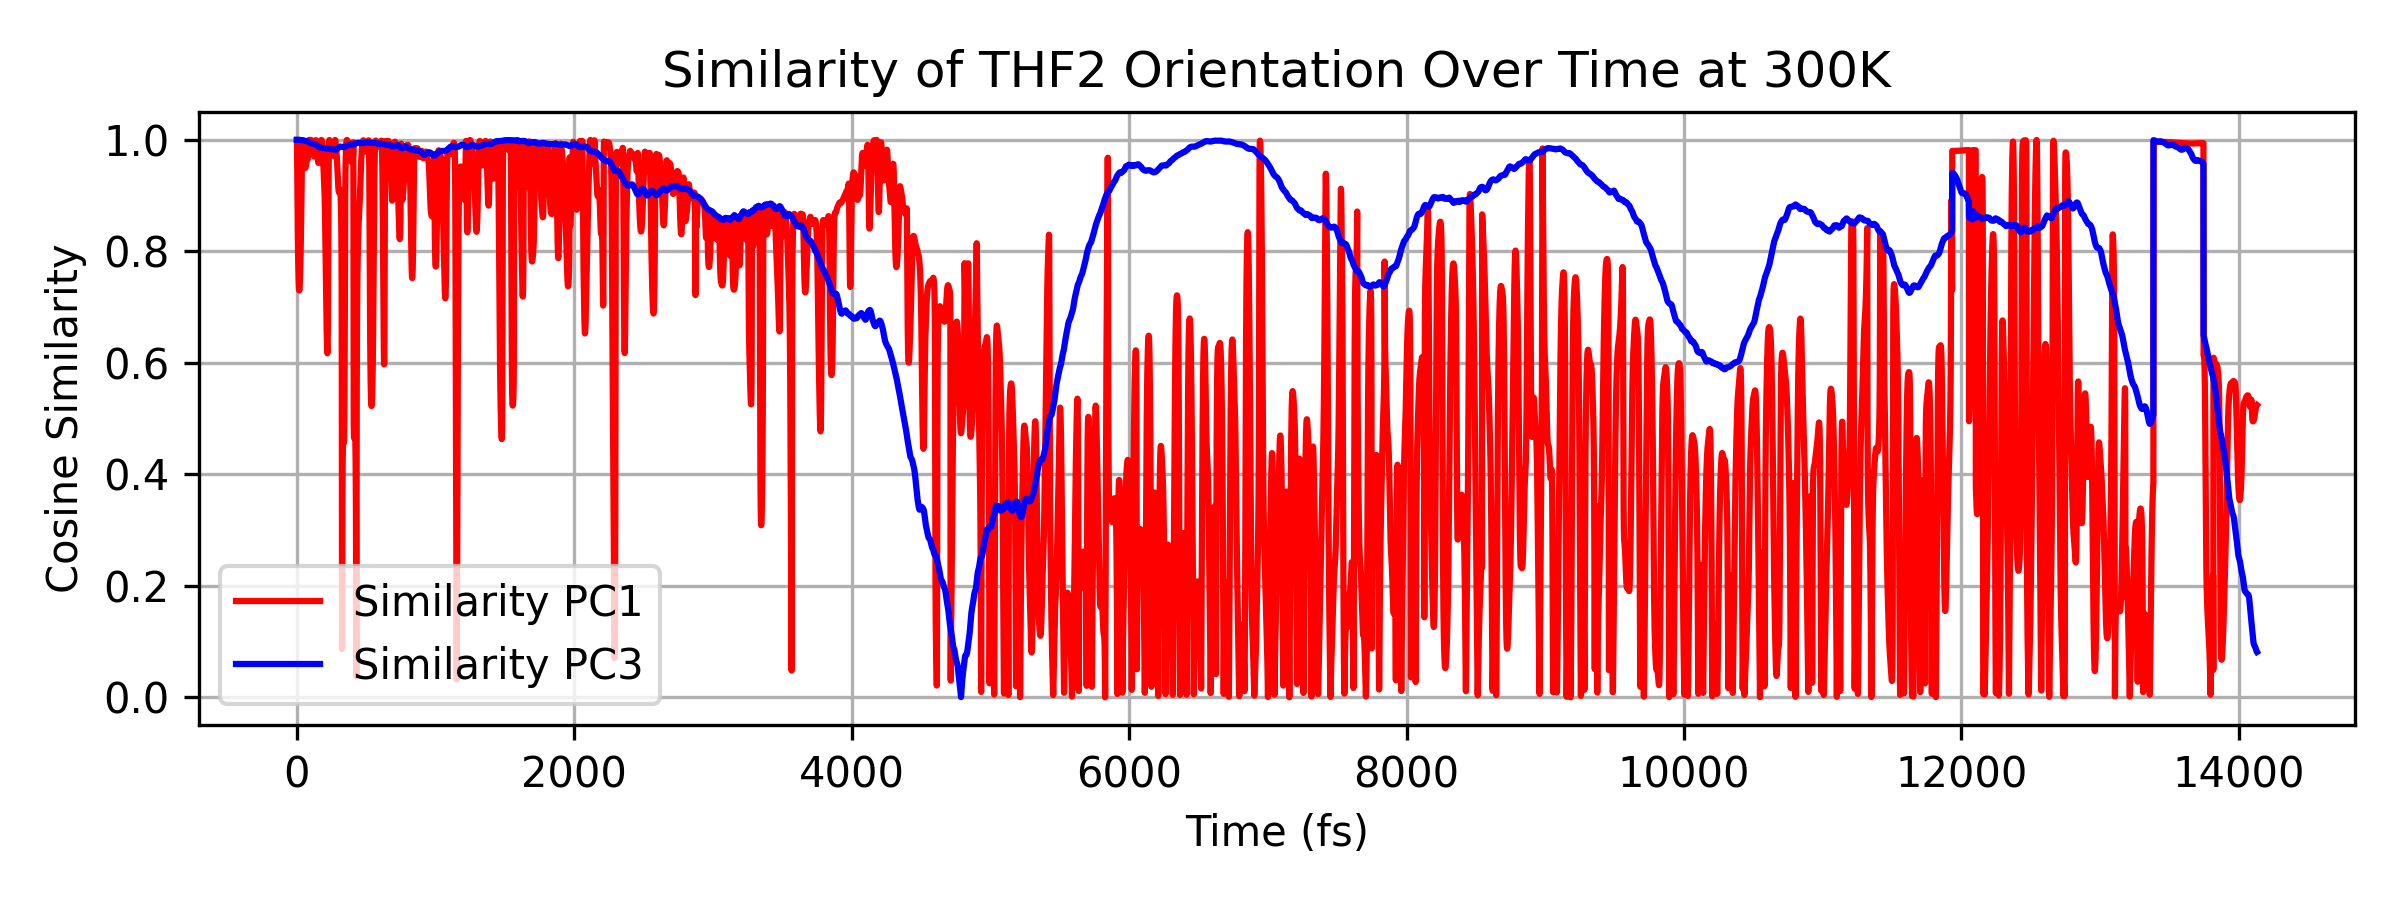 Similarity of THF2 Orientation Over Time at 300K
Cosine Similarity
1.0
0.8
0.6
0.4
0.2
0.0
Similarity PC1
Similarity PC3
0 2000 4000 6000 8000 10000 12000 14000
Time (fs)